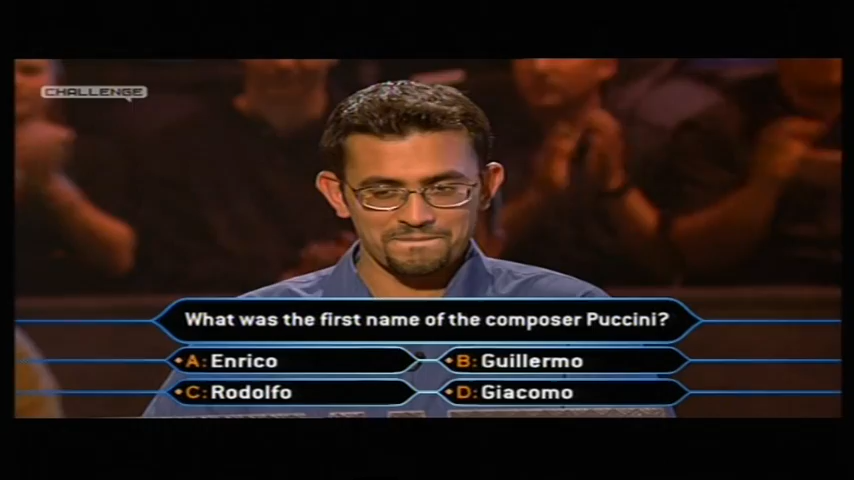 CHALLENGE
What was the first name of the composer Puccini?
A: Enrico
B: Guillermo
C: Rodolfo
D: Giacomo